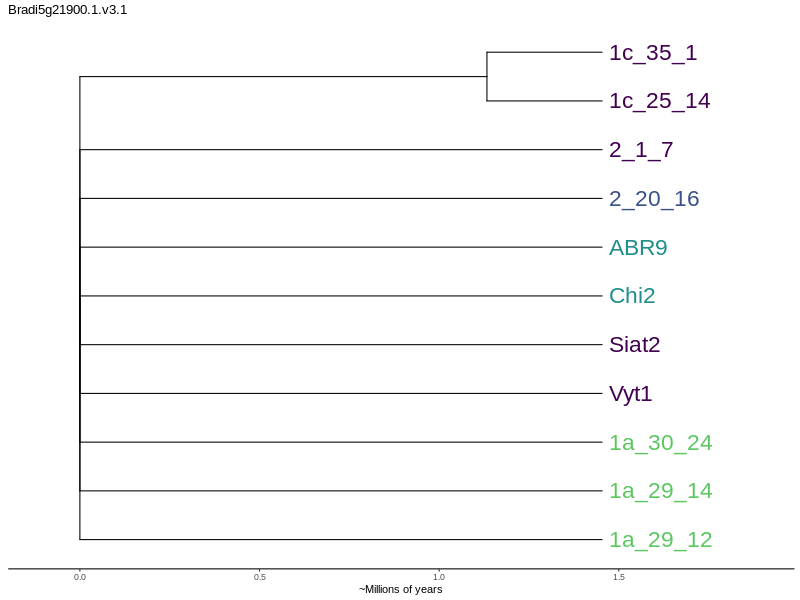 Bradi5g21900.1.v3.1
1c_35_1
1c_25_14
2_1_7
2_20_16
ABR9
Chi2
Siat2
Vyt1
1a_30_24
1a_29_14
1a_29_12
0.0 0.5 1.0 1.5
~Millions of years